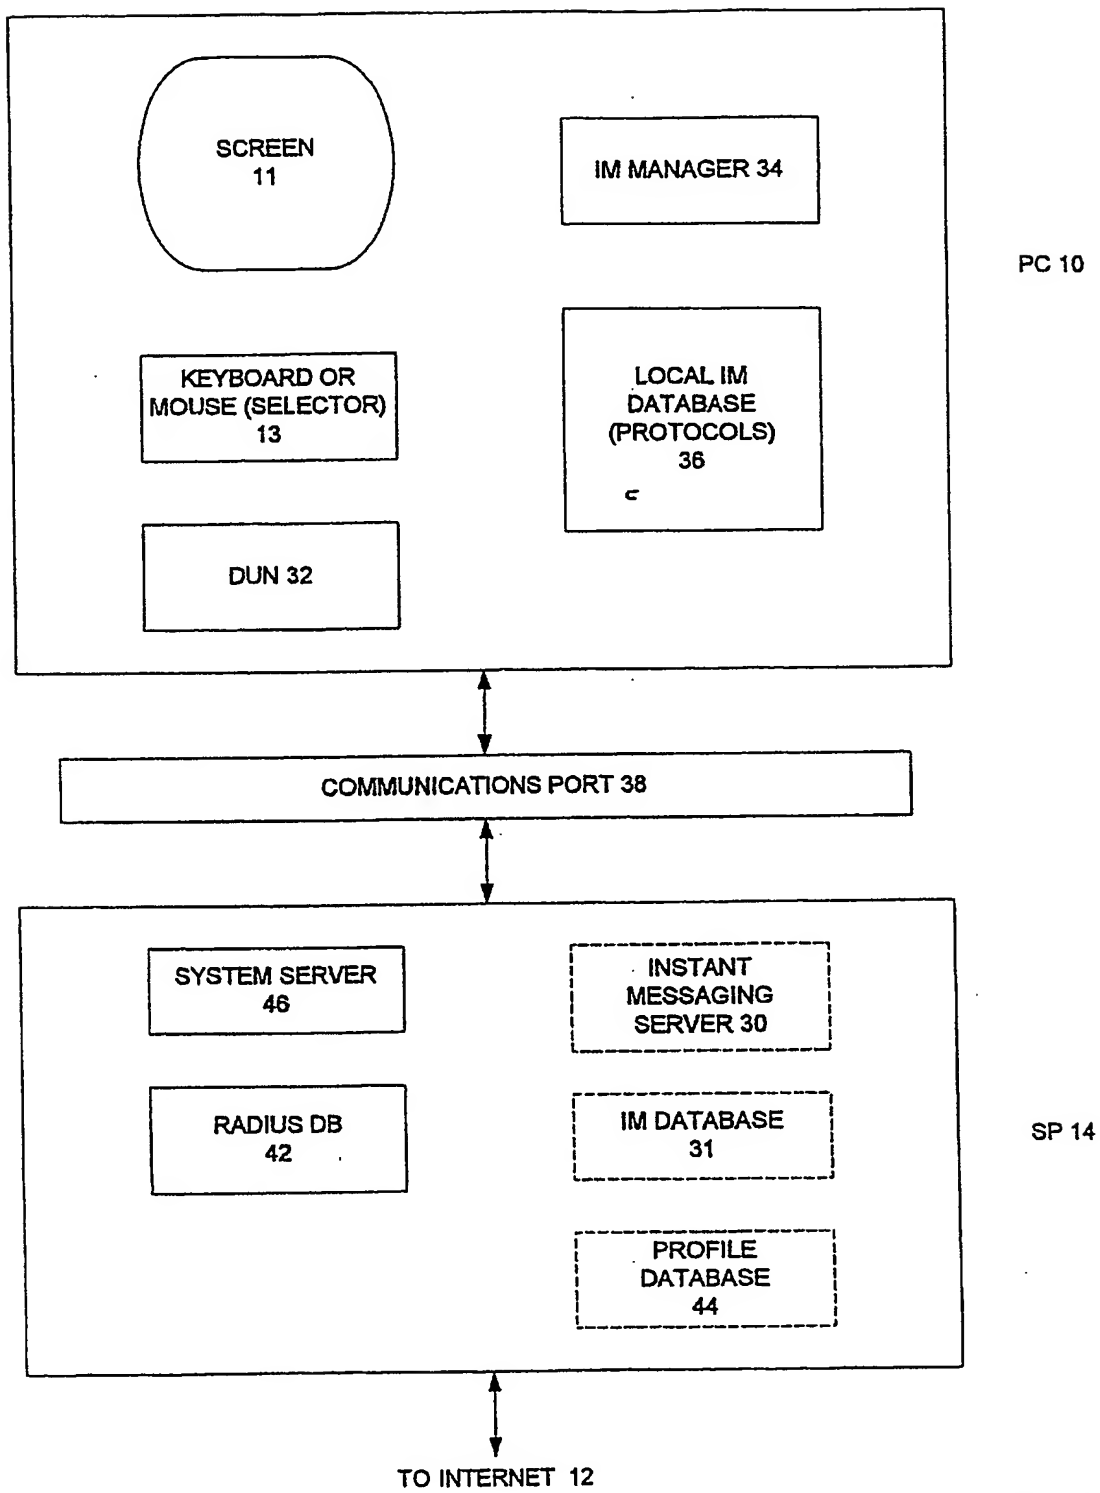 SCREEN
11
IM MANAGER 34
PC 10
KEYBOARD OR
MOUSE (SELECTOR)
13
LOCAL IM
DATABASE
(PROTOCOLS)
36
DUN 32
COMMUNICATIONS PORT 38
SYSTEM SERVER
46
INSTANT
MESSAGING
SERVER 30
RADIUS DB
42
IM DATABASE
31
SP 14
PROFILE
DATABASE
44
TO INTERNET 12